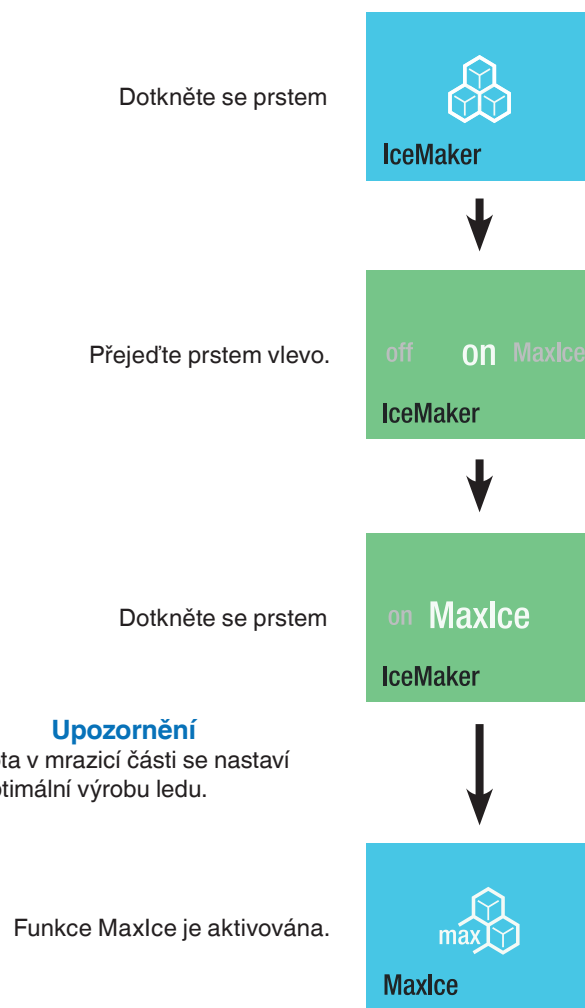 Dotkněte se prstem
IceMaker
Přejeďte prstem vlevo.
off on MaxIce
IceMaker
Dotkněte se prstem
on MaxIce
IceMaker
Upozornění
v mrazicí části se nastaví
výrobu ledu.
Funkce MaxIce je aktivována.
max
MaxIce